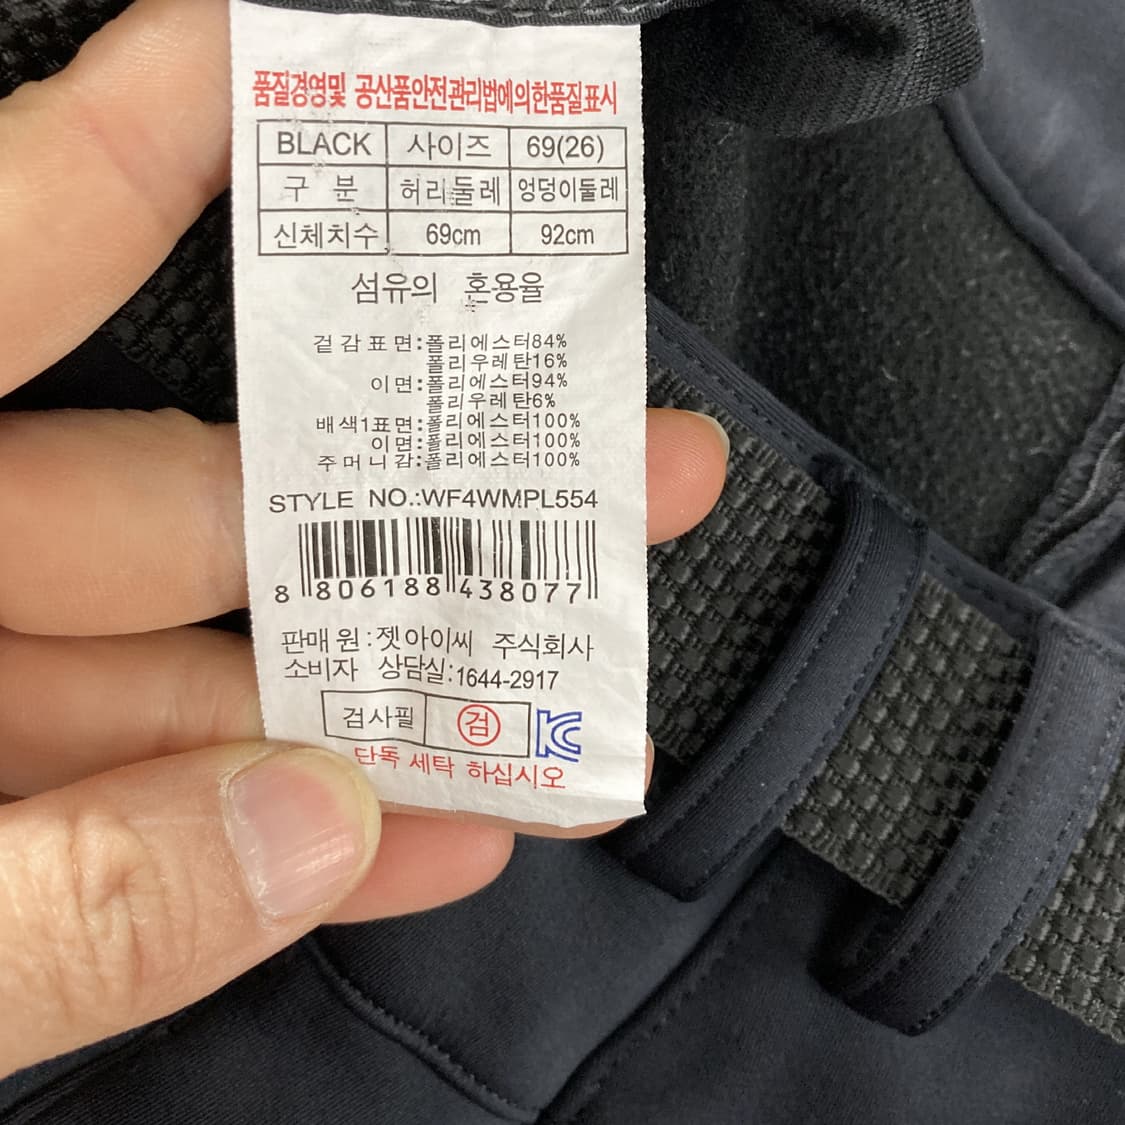 품질경영및 공산품안전관리법에의한품질표시
BLACK 사이즈 69(26)
구 분 허리둘레 엉덩이둘레
신체치수 69cm 92cm
섬유의 혼용율
겉감표면:폴리에스터84%
폴리우레탄16%
이면:폴리에스터94%
폴리우레탄6%
배색1표면:폴리에스터100%
이면:폴리에스터100%
주머니감:폴리에스터100%
STYLE NO.:WF4WMPL554
8 806188 438077
판매원:젯아이씨 주식회사
소비자 상담실:1644-2917
검사필 검
단독 세탁 하십시오